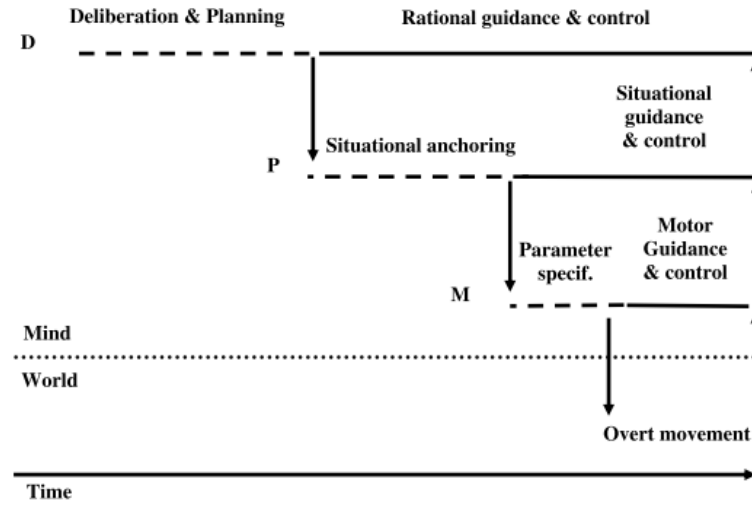 Deliberation & Planning
Rational guidance & control
D
Situational
guidance
& control
Situational anchoring
P
Motor
Guidance
& control
Parameter
specif.
M
Mind
World
Overt movement
Time